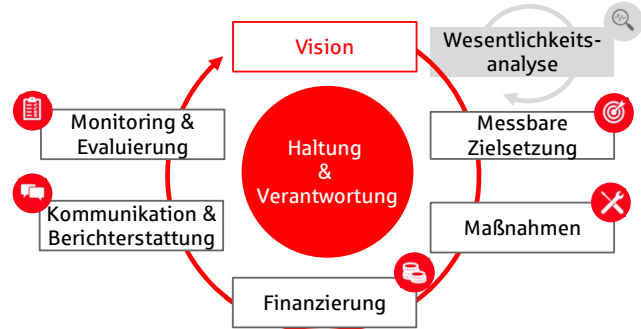 Vision
Wesentlichkeits-
analyse
Messbare
Zielsetzung
Maßnahmen
Finanzierung
Kommunikation &
Berichterstattung
Monitoring &
Evaluierung
Haltung
&
Verantwortung